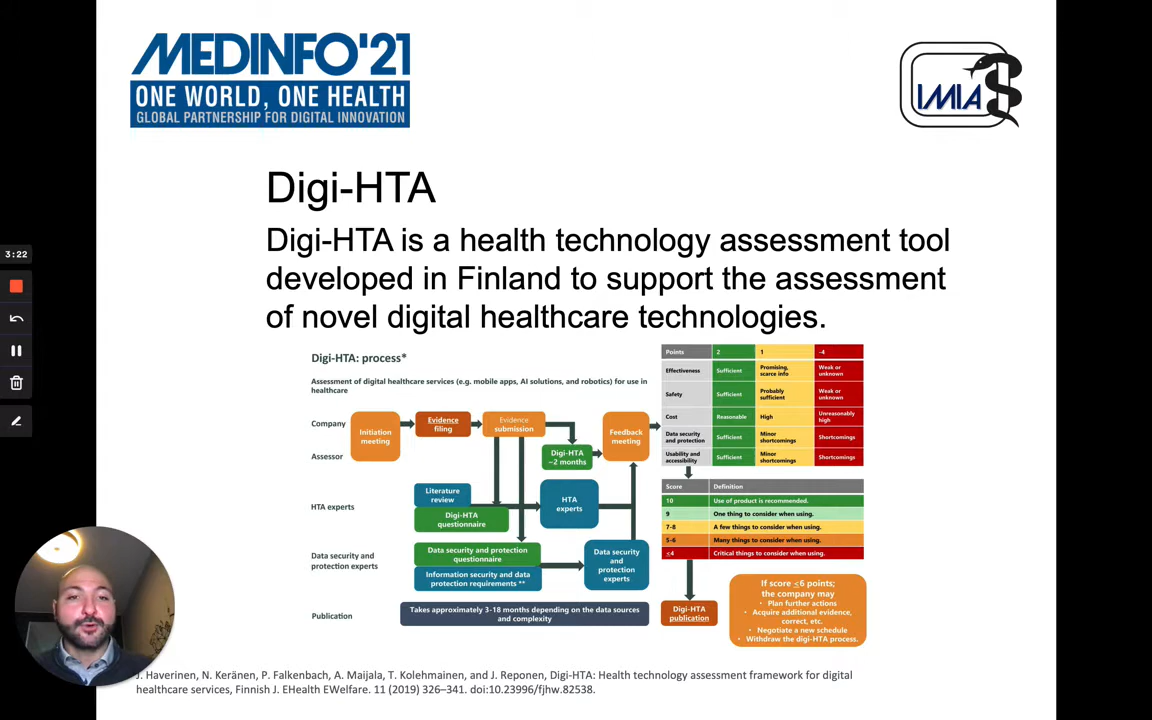 MEDINFO'21
ONE WORLD, ONE HEALTH
GLOBAL PARTNERSHIP FOR DIGITAL INNOVATION
IMIA
Digi-HTA
Digi-HTA is a health technology assessment tool
developed in Finland to support the assessment
of novel digital healthcare technologies.
3:22
Digi-HTA: process*
Assessment of digital healthcare services (e.g. mobile apps, AI solutions, and robotics) for use in
healthcare
Company
Assessor
HTA experts
Data security and
protection experts
Publication
Initiation
meeting
Evidence
filing
Evidence
submission
Digi-HTA
~2 months
Feedback
meeting
Literature
review
Digi-HTA
questionnaire
HTA
experts
Data security and protection
questionnaire
Information security and data
protection requirements **
Data security
and
protection
experts
Takes approximately 3-18 months depending on the data sources
and complexity
Points 2 1 -4
Effectiveness Sufficient Promising, scarce info Weak or unknown
Safety Sufficient Probably sufficient Weak or unknown
Cost Reasonable High Unreasonably high
Data security and protection Sufficient Minor shortcomings Shortcomings
Usability and accessibility Sufficient Minor shortcomings Shortcomings
Score Definition
10 Use of product is recommended.
9 One thing to consider when using.
7-8 A few things to consider when using.
5-6 Many things to consider when using.
≤4 Critical things to consider when using.
Digi-HTA
publication
If score ≤6 points;
the company may
• Plan further actions
• Acquire additional evidence,
correct, etc.
• Negotiate a new schedule
• Withdraw the digi-HTA process.
J. Haverinen, N. Keränen, P. Falkenbach, A. Maijala, T. Kolehmainen, and J. Reponen, Digi-HTA: Health technology assessment framework for digital
healthcare services, Finnish J. EHealth EWelfare. 11 (2019) 326–341. doi:10.23996/fjhw.82538.